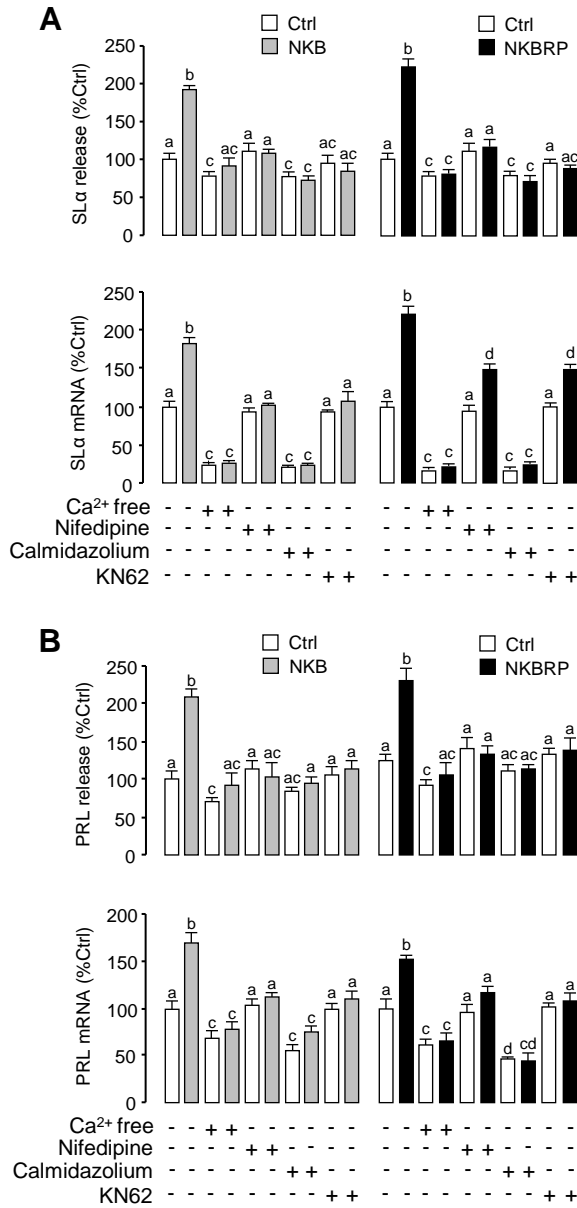 A
Ctrl
NKB
Ctrl
NKBRP
SLα release (%Ctrl)
250
200
150
100
50
0
a b c ac a a c c ac ac
a b c c a a c c a ac
SLα mRNA (%Ctrl)
250
200
150
100
50
0
a b c c a a c c a a
a b c c a d c c a d
Ca²⁺ free - - + + - - - - - - - - + + - - - - - -
Nifedipine - - - - + + - - - - - - - - + + - - - -
Calmidazolium - - - - - - + + - - - - - - - - + + - -
KN62 - - - - - - - - + + - - - - - - - - + +
B
Ctrl
NKB
Ctrl
NKBRP
PRL release (%Ctrl)
250
200
150
100
50
0
a b c ac a ac ac a a a
a b c ac a a ac ac a a
PRL mRNA (%Ctrl)
200
150
100
50
0
a b c c a a c c a a
a b c c a a d cd a a
Ca²⁺ free - - + + - - - - - - - - + + - - - - - -
Nifedipine - - - - + + - - - - - - - - + + - - - -
Calmidazolium - - - - - - + + - - - - - - - - + + - -
KN62 - - - - - - - - + + - - - - - - - - + +